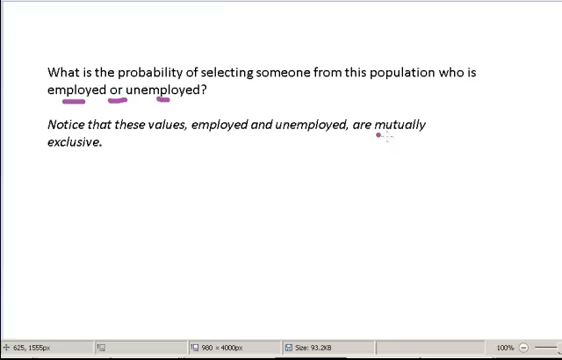 What is the probability of selecting someone from this population who is
employed or unemployed?
Notice that these values, employed and unemployed, are mutually
exclusive.
625, 1555px
980 × 4000px
Size: 93.2KB
100%